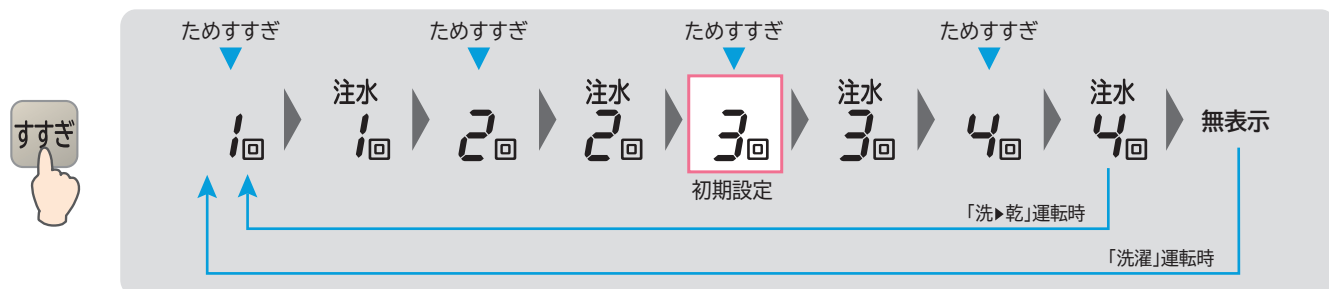 ためすすぎ ためすすぎ ためすすぎ ためすすぎ
注水 注水 注水 注水
すすぎ 1回 1回 2回 2回 3回 3回 4回 4回 無表示
初期設定
「洗▶乾」運転時
「洗濯」運転時